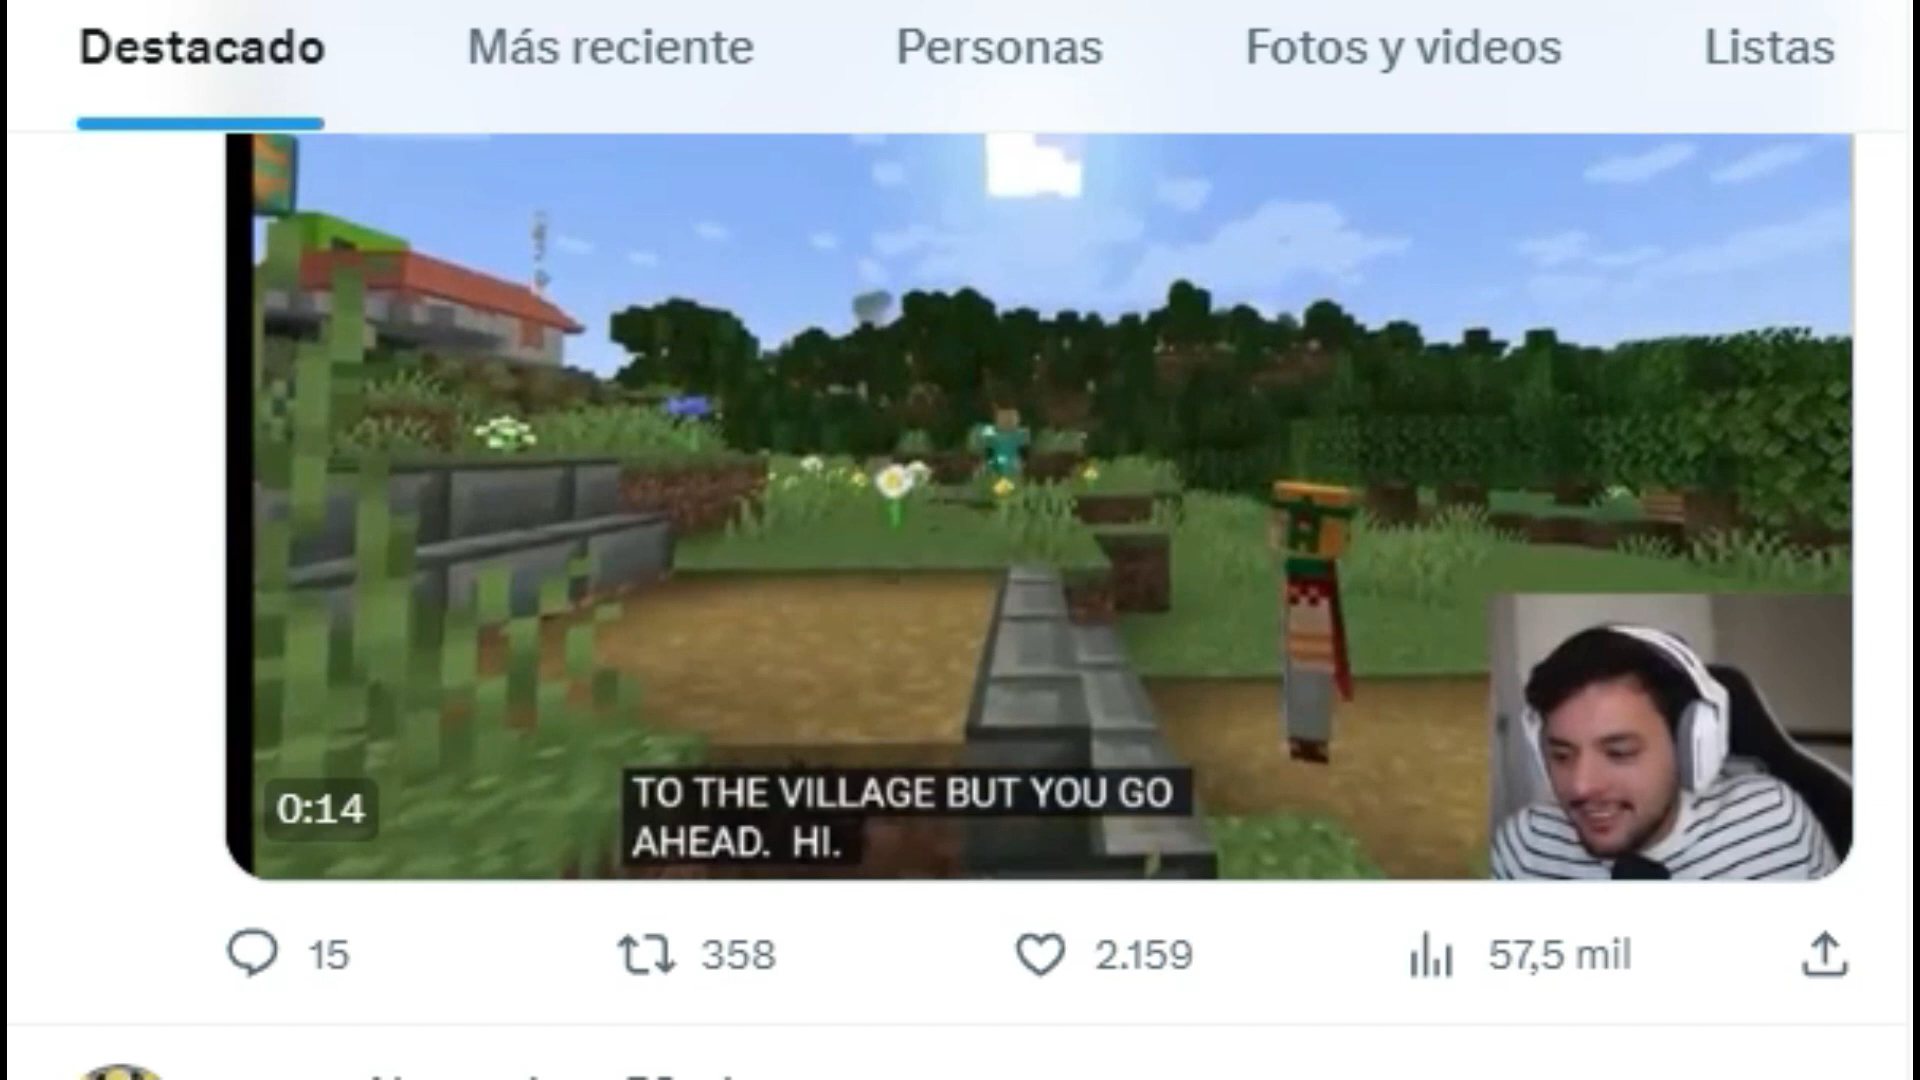 Destacado Más reciente Personas Fotos y videos Listas
0:14
TO THE VILLAGE BUT YOU GO
AHEAD. HI.
15 358 2.159 57,5 mil